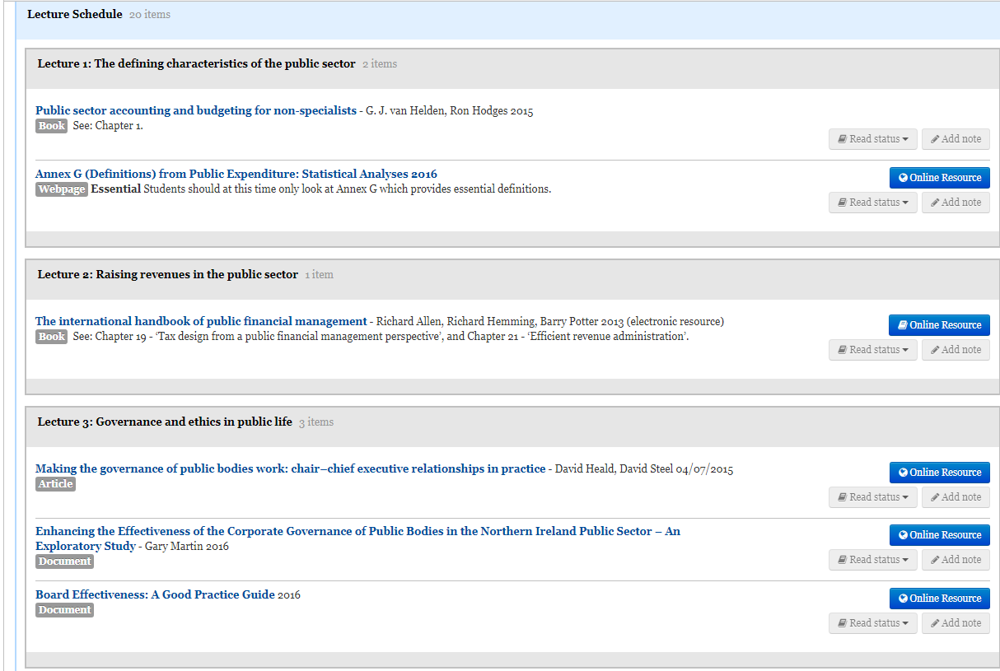 Lecture Schedule 20 items
Lecture 1: The defining characteristics of the public sector 2 items
Public sector accounting and budgeting for non-specialists - G. J. van Helden, Ron Hodges 2015
Book See: Chapter 1.
Read status Add note
Annex G (Definitions) from Public Expenditure: Statistical Analyses 2016
Online Resource
Webpage Essential Students should at this time only look at Annex G which provides essential definitions.
Read status Add note
Lecture 2: Raising revenues in the public sector 1 item
The international handbook of public financial management - Richard Allen, Richard Hemming, Barry Potter 2013 (electronic resource)
Online Resource
Book See: Chapter 19 - ‘Tax design from a public financial management perspective’, and Chapter 21 - ‘Efficient revenue administration’.
Read status Add note
Lecture 3: Governance and ethics in public life 3 items
Making the governance of public bodies work: chair–chief executive relationships in practice - David Heald, David Steel 04/07/2015
Online Resource
Article
Read status Add note
Enhancing the Effectiveness of the Corporate Governance of Public Bodies in the Northern Ireland Public Sector – An
Online Resource
Exploratory Study - Gary Martin 2016
Document
Read status Add note
Board Effectiveness: A Good Practice Guide 2016
Online Resource
Document
Read status Add note